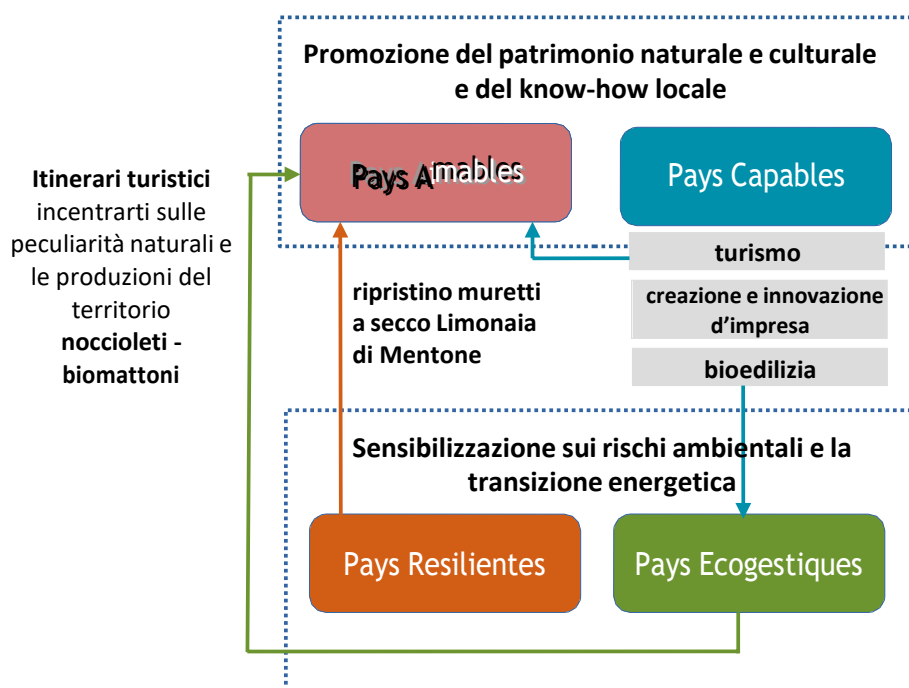 Promozione del patrimonio naturale e culturale
e del know-how locale
Pays Aimables
Pays Capables
Itinerari turistici
incentrarti sulle
peculiarità naturali e
le produzioni del
territorio
noccioleti -
biomattoni
ripristino muretti
a secco Limonaia
di Mentone
turismo
creazione e innovazione
d'impresa
bioedilizia
Sensibilizzazione sui rischi ambientali e la
transizione energetica
Pays Resilientes
Pays Ecogestiques